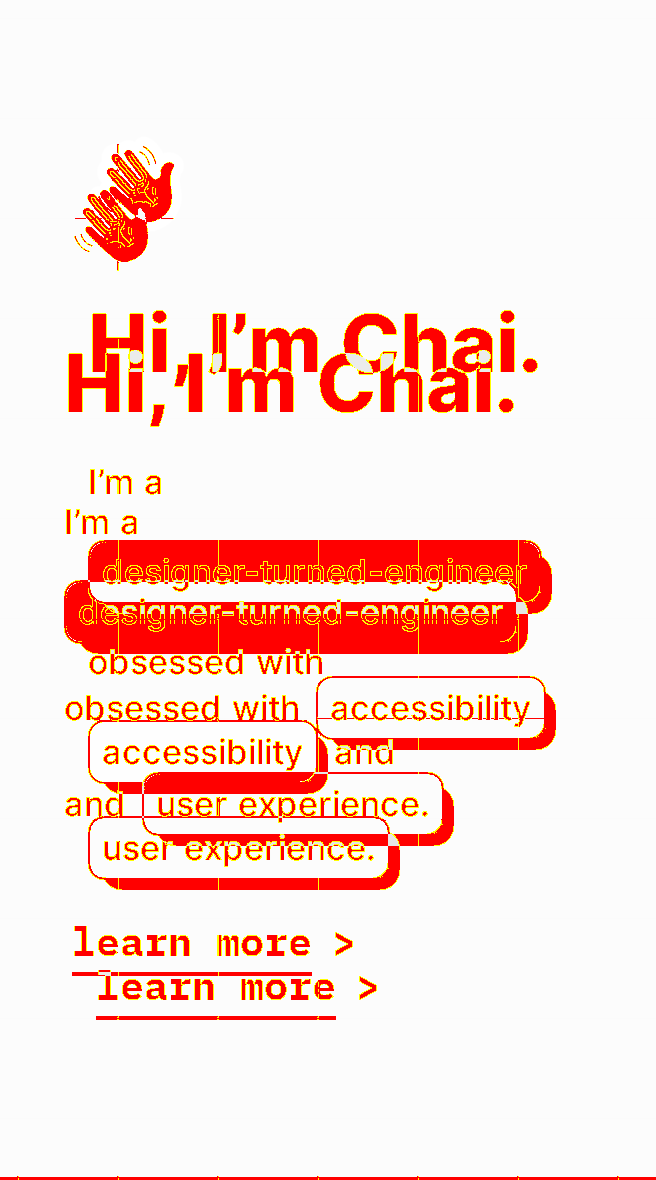 Hi, I’m Chai.
Hi, I’m Chai.
I’m a
I’m a
designer-turned-engineer
designer-turned-engineer
obsessed with
obsessed with accessibility
accessibility and
and user experience.
user experience.
learn more >
learn more >